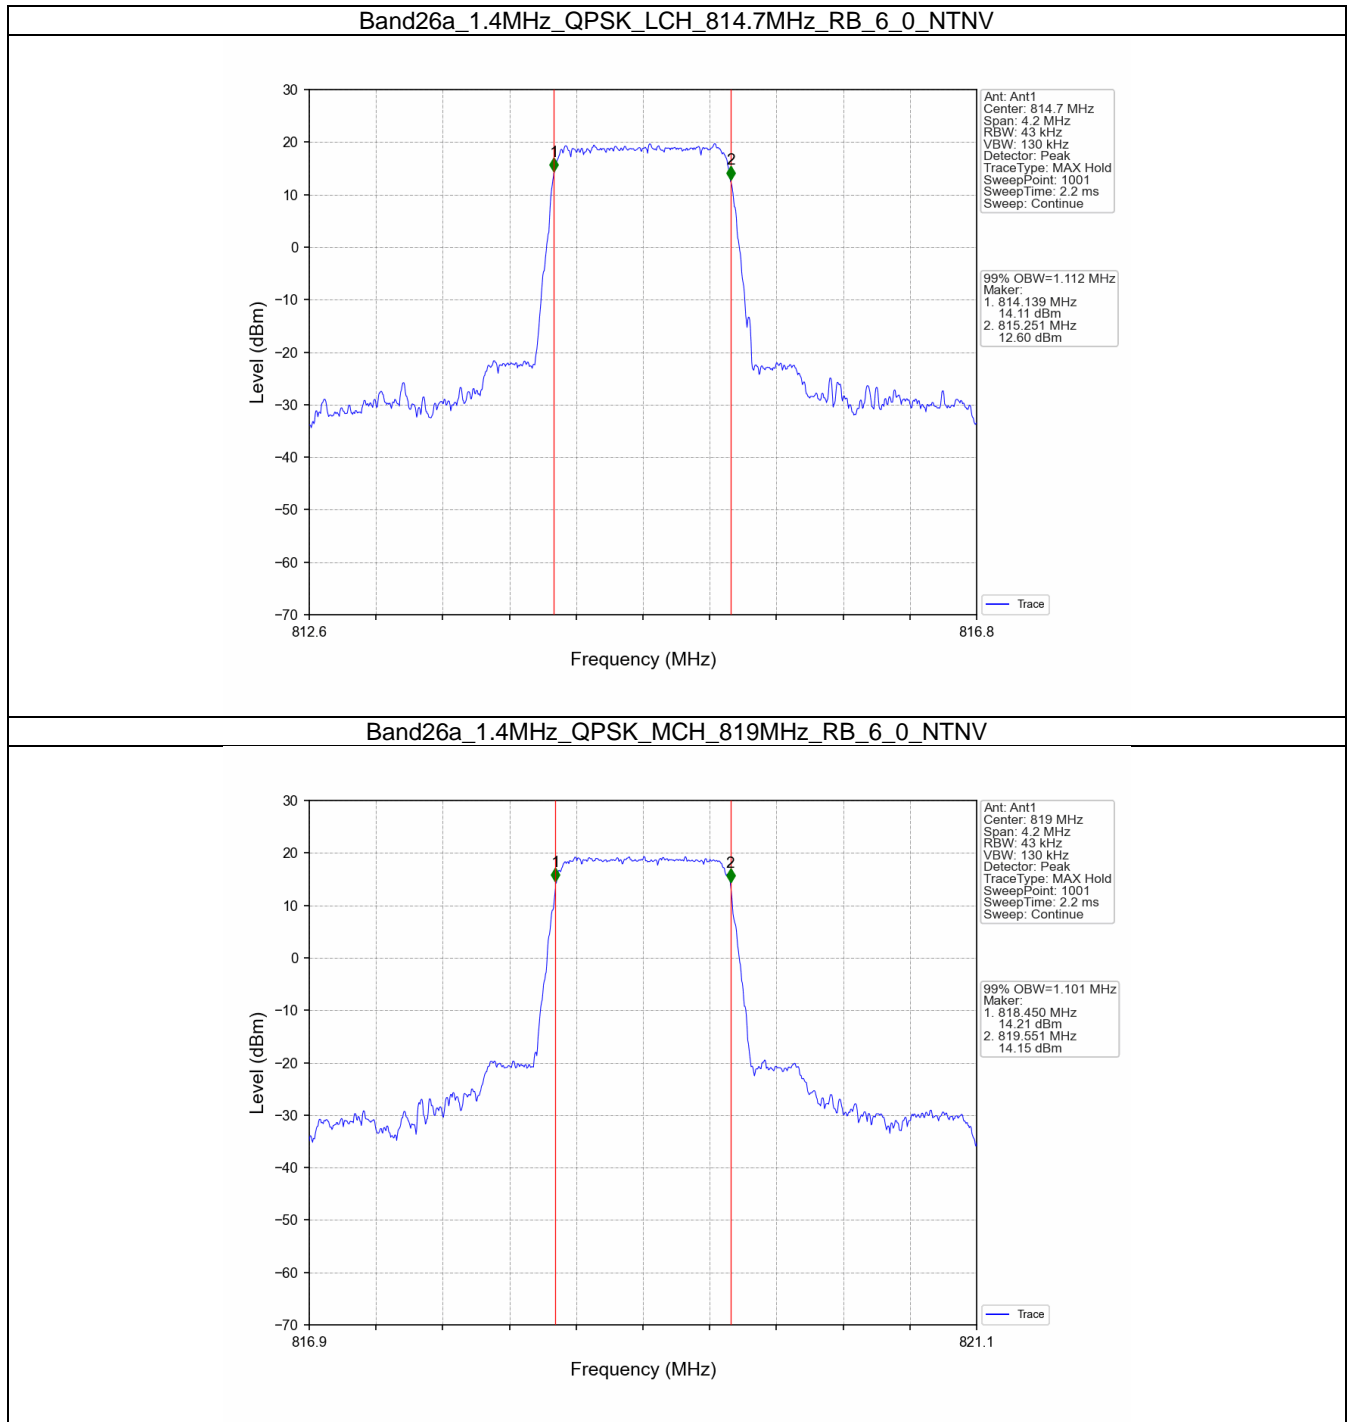 Band26a_1.4MHz_QPSK_LCH_814.7MHz_RB_6_0_NTNV
30
20
10
0
−10
−20
−30
−40
−50
−60
−70
Level (dBm)
1
2
812.6
816.8
Frequency (MHz)
Ant: Ant1
Center: 814.7 MHz
Span: 4.2 MHz
RBW: 43 kHz
VBW: 130 kHz
Detector: Peak
TraceType: MAX Hold
SweepPoint: 1001
SweepTime: 2.2 ms
Sweep: Continue
99% OBW=1.112 MHz
Maker:
1. 814.139 MHz
14.11 dBm
2. 815.251 MHz
12.60 dBm
Trace
Band26a_1.4MHz_QPSK_MCH_819MHz_RB_6_0_NTNV
30
20
10
0
−10
−20
−30
−40
−50
−60
−70
Level (dBm)
1
2
816.9
821.1
Frequency (MHz)
Ant: Ant1
Center: 819 MHz
Span: 4.2 MHz
RBW: 43 kHz
VBW: 130 kHz
Detector: Peak
TraceType: MAX Hold
SweepPoint: 1001
SweepTime: 2.2 ms
Sweep: Continue
99% OBW=1.101 MHz
Maker:
1. 818.450 MHz
14.21 dBm
2. 819.551 MHz
14.15 dBm
Trace